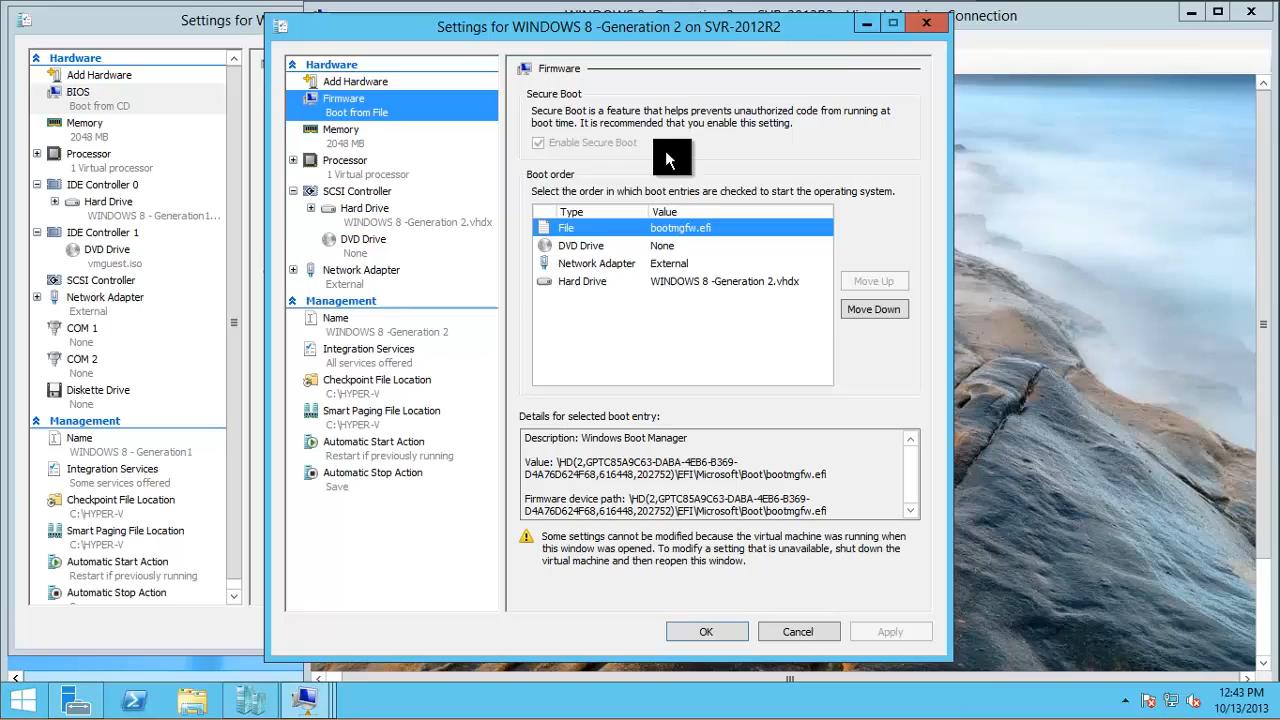 Settings for W
SVR-2012R2 - Virtual Machine Connection
Hardware
Add Hardware
BIOS
Boot from CD
Memory
2048 MB
Processor
1 Virtual processor
IDE Controller 0
Hard Drive
WINDOWS 8 -Generation1...
IDE Controller 1
DVD Drive
vmguest.iso
SCSI Controller
Network Adapter
External
COM 1
None
COM 2
None
Diskette Drive
None
Management
Name
WINDOWS 8 -Generation1
Integration Services
Some services offered
Checkpoint File Location
C:\HYPER-V
Smart Paging File Location
C:\HYPER-V
Automatic Start Action
Restart if previously running
Automatic Stop Action
Settings for WINDOWS 8 -Generation 2 on SVR-2012R2
Hardware
Add Hardware
Firmware
Boot from File
Memory
2048 MB
Processor
1 Virtual processor
SCSI Controller
Hard Drive
WINDOWS 8 -Generation 2.vhdx
DVD Drive
None
Network Adapter
External
Management
Name
WINDOWS 8 -Generation 2
Integration Services
All services offered
Checkpoint File Location
C:\HYPER-V
Smart Paging File Location
C:\HYPER-V
Automatic Start Action
Restart if previously running
Automatic Stop Action
Save
Firmware
Secure Boot
Secure Boot is a feature that helps prevents unauthorized code from running at
boot time. It is recommended that you enable this setting.
Enable Secure Boot
Boot order
Select the order in which boot entries are checked to start the operating system.
Type Value
File bootmgfw.efi
DVD Drive None
Network Adapter External
Hard Drive WINDOWS 8 -Generation 2.vhdx
Move Up
Move Down
Details for selected boot entry:
Description: Windows Boot Manager
Value: \HD(2,GPTC85A9C63-DABA-4EB6-B369-
D4A76D624F68,616448,202752)\EFI\Microsoft\Boot\bootmgfw.efi
Firmware device path: \HD(2,GPTC85A9C63-DABA-4EB6-B369-
D4A76D624F68,616448,202752)\EFI\Microsoft\Boot\bootmgfw.efi
Some settings cannot be modified because the virtual machine was running when
this window was opened. To modify a setting that is unavailable, shut down the
virtual machine and then reopen this window.
OK Cancel Apply
12:43 PM
10/13/2013